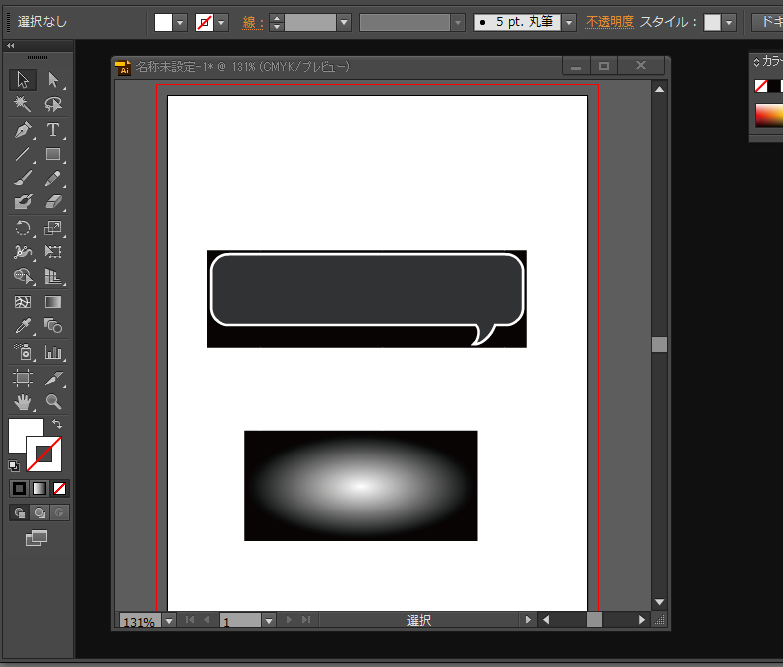 選択なし
線：
5 pt. 丸筆
不透明度 スタイル：
ドキ
Ai 名称未設定-1* @ 131% (CMYK/プレビュー)
カラー
T
131%
1
選択